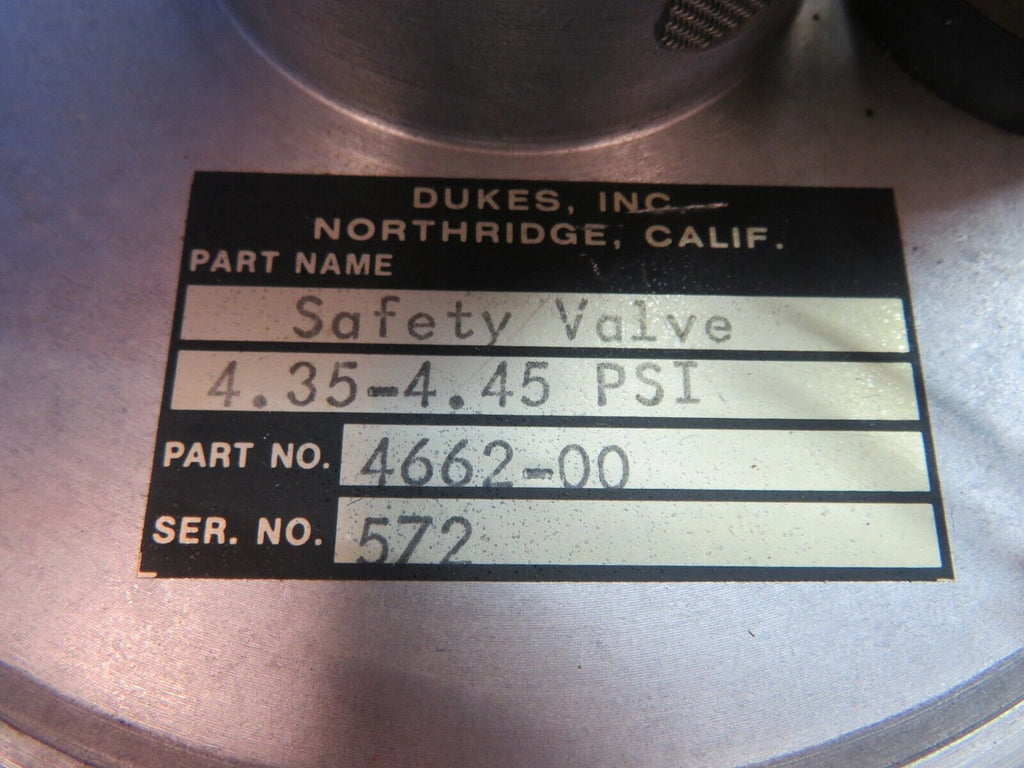 DUKES, INC.
NORTHRIDGE, CALIF.
PART NAME
Safety Valve
4.35-4.45 PSI
PART NO. 4662-00
SER. NO. 572